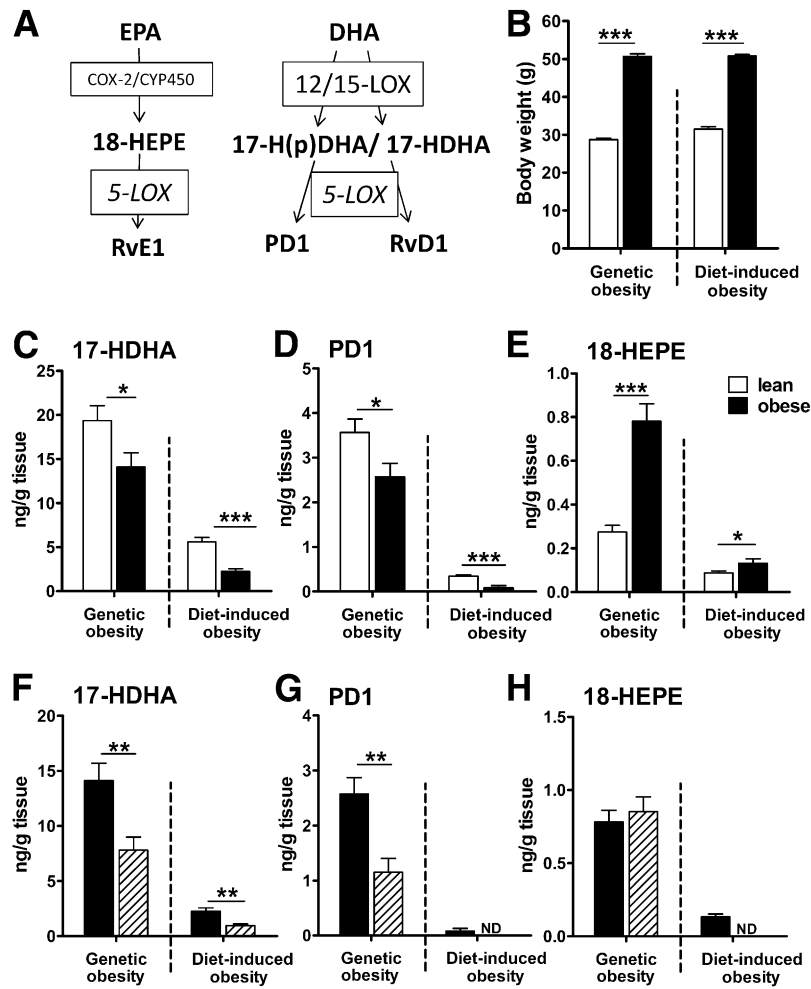 A
EPA
COX-2/CYP450
18-HEPE
5-LOX
RvE1
DHA
12/15-LOX
17-H(p)DHA/ 17-HDHA
5-LOX
PD1
RvD1
B
Body weight (g)
60
50
40
30
20
10
0
***
***
Genetic
obesity
Diet-induced
obesity
C
17-HDHA
ng/g tissue
25
20
15
10
5
0
*
***
Genetic
obesity
Diet-induced
obesity
D
PD1
ng/g tissue
5
4
3
2
1
0
*
***
Genetic
obesity
Diet-induced
obesity
E
18-HEPE
ng/g tissue
1.0
0.8
0.6
0.4
0.2
0.0
***
*
lean
obese
Genetic
obesity
Diet-induced
obesity
F
17-HDHA
ng/g tissue
20
15
10
5
0
**
**
Genetic
obesity
Diet-induced
obesity
G
PD1
ng/g tissue
4
3
2
1
0
**
ND
Genetic
obesity
Diet-induced
obesity
H
18-HEPE
ng/g tissue
1.5
1.0
0.5
0.0
ND
Genetic
obesity
Diet-induced
obesity